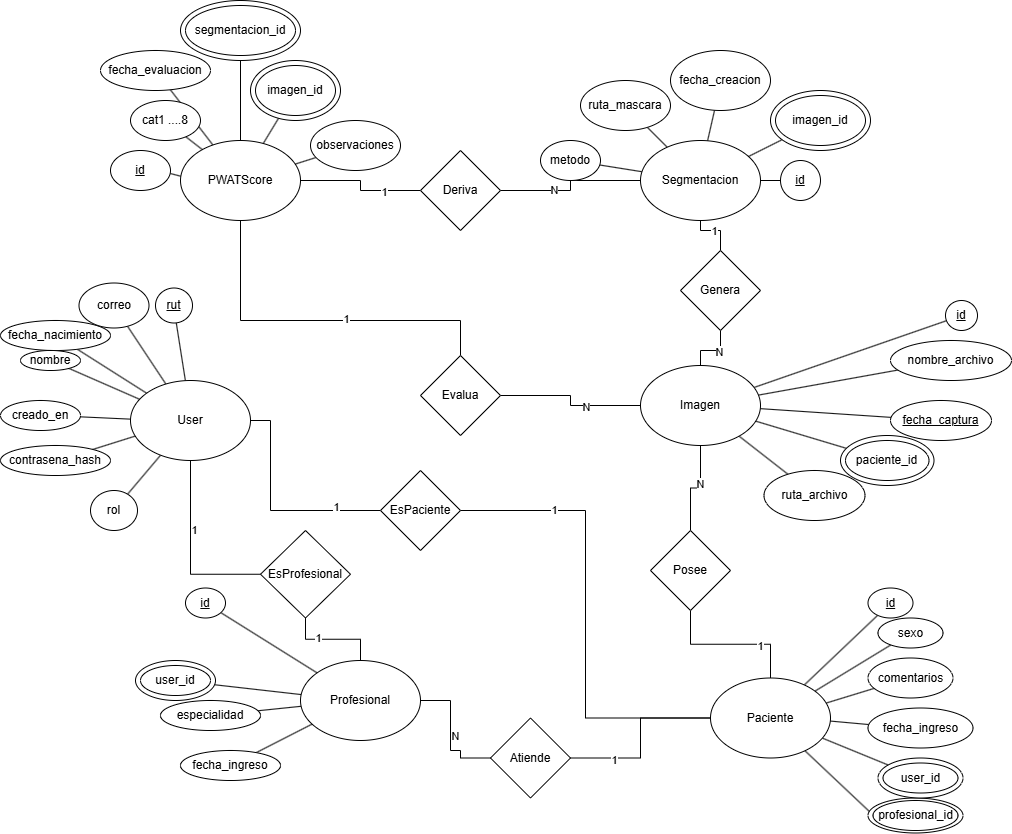 segmentacion_id
fecha_evaluacion
imagen_id
cat1 ....8
observaciones
id
PWATScore
1
Deriva
N
fecha_creacion
ruta_mascara
imagen_id
metodo
Segmentacion
id
1
Genera
N
1
Evalua
N
correo
rut
fecha_nacimiento
nombre
creado_en
User
contrasena_hash
rol
id
nombre_archivo
Imagen
fecha_captura
paciente_id
ruta_archivo
1
EsPaciente
1
N
Posee
1
1
EsProfesional
1
id
user_id
Profesional
especialidad
fecha_ingreso
N
Atiende
1
id
sexo
comentarios
Paciente
fecha_ingreso
user_id
profesional_id